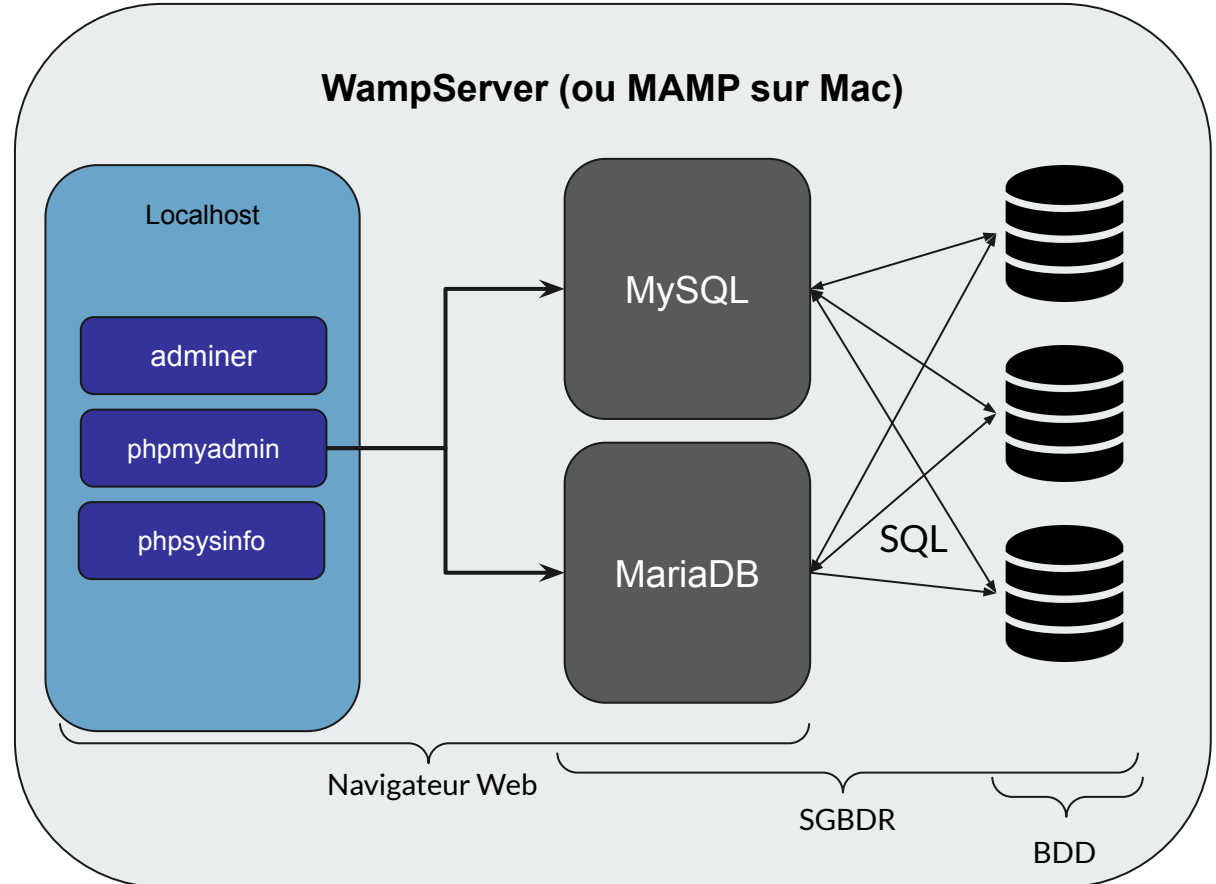 WampServer (ou MAMP sur Mac)
Localhost
adminer
phpmyadmin
phpsysinfo
MySQL
MariaDB
SQL
Navigateur Web
SGBDR
BDD